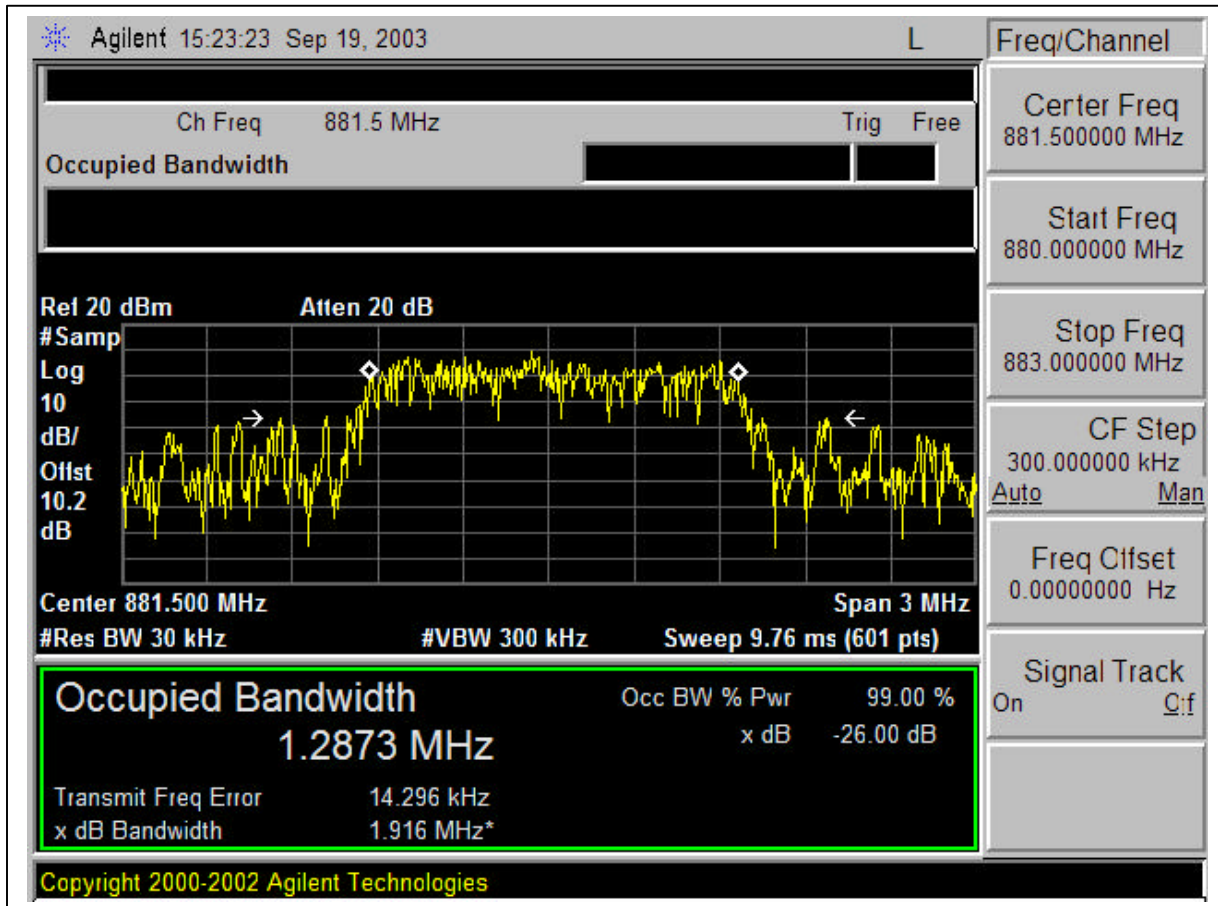 Agilent 15:23:23 Sep 19, 2003 L
Freq/Channel
Ch Freq 881.5 MHz Trig Free
Occupied Bandwidth
Center Freq
881.500000 MHz
Start Freq
880.000000 MHz
Stop Freq
883.000000 MHz
CF Step
300.000000 kHz
Auto Man
Freq Offset
0.00000000 Hz
Signal Track
On Off
Ref 20 dBm Atten 20 dB
#Samp
Log
10
dB/
Offst
10.2
dB
Center 881.500 MHz Span 3 MHz
#Res BW 30 kHz #VBW 300 kHz Sweep 9.76 ms (601 pts)
Occupied Bandwidth Occ BW % Pwr 99.00 %
1.2873 MHz x dB -26.00 dB
Transmit Freq Error 14.296 kHz
x dB Bandwidth 1.916 MHz*
Copyright 2000-2002 Agilent Technologies